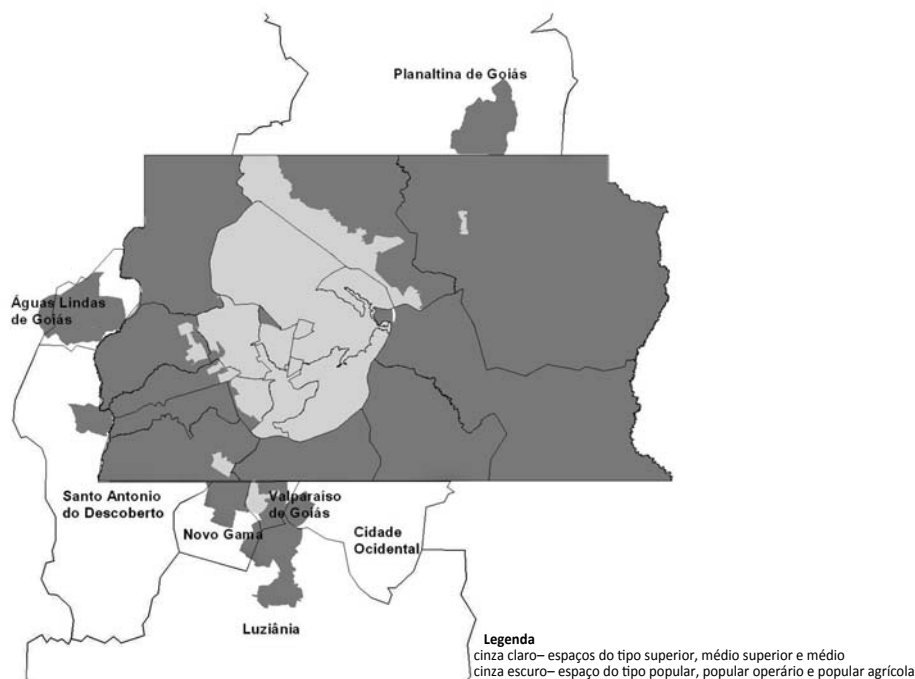 Planaltina de Goiás
Águas Lindas
de Goiás
Santo Antonio
do Descoberto
Novo Gama
Valparaiso
de Goiás
Cidade
Ocidental
Luziânia
Legenda
cinza claro– espaços do tipo superior, médio superior e médio
cinza escuro– espaço do tipo popular, popular operário e popular agrícola